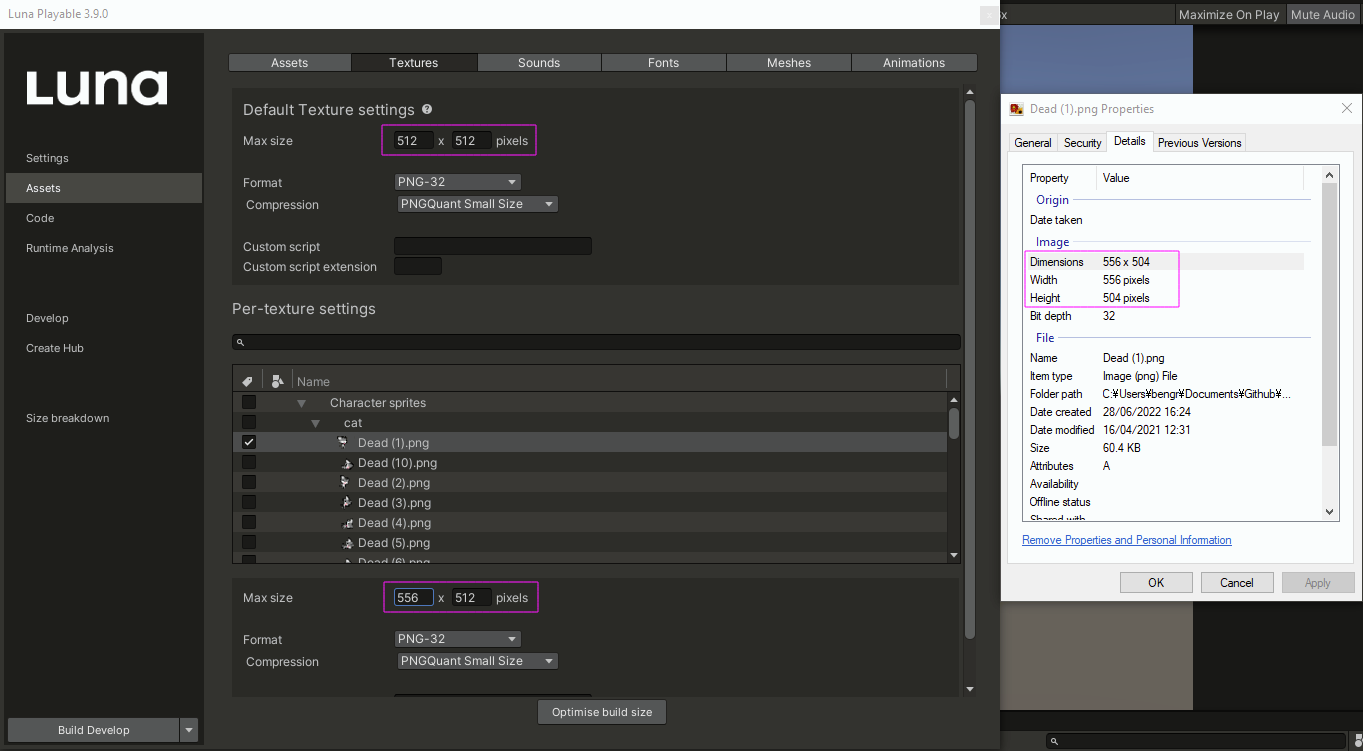 Luna Playable 3.9.0
x
Maximize On Play
Mute Audio
Luna
Settings
Assets
Code
Runtime Analysis
Develop
Create Hub
Size breakdown
Build Develop
Assets
Textures
Sounds
Fonts
Meshes
Animations
Default Texture settings ?
Max size 512 x 512 pixels
Format PNG-32
Compression PNGQuant Small Size
Custom script
Custom script extension
Per-texture settings
Name
Character sprites
cat
Dead (1).png
Dead (10).png
Dead (2).png
Dead (3).png
Dead (4).png
Dead (5).png
Dead (6).png
Max size 556 x 512 pixels
Format PNG-32
Compression PNGQuant Small Size
Optimise build size
Dead (1).png Properties
General
Security
Details
Previous Versions
Property Value
Origin
Date taken
Image
Dimensions 556 x 504
Width 556 pixels
Height 504 pixels
Bit depth 32
File
Name Dead (1).png
Item type Image (png) File
Folder path C:¥Users¥bengr¥Documents¥Github¥...
Date created 28/06/2022 16:24
Date modified 16/04/2021 12:31
Size 60.4 KB
Attributes A
Availability
Offline status
Shared with
Remove Properties and Personal Information
OK
Cancel
Apply